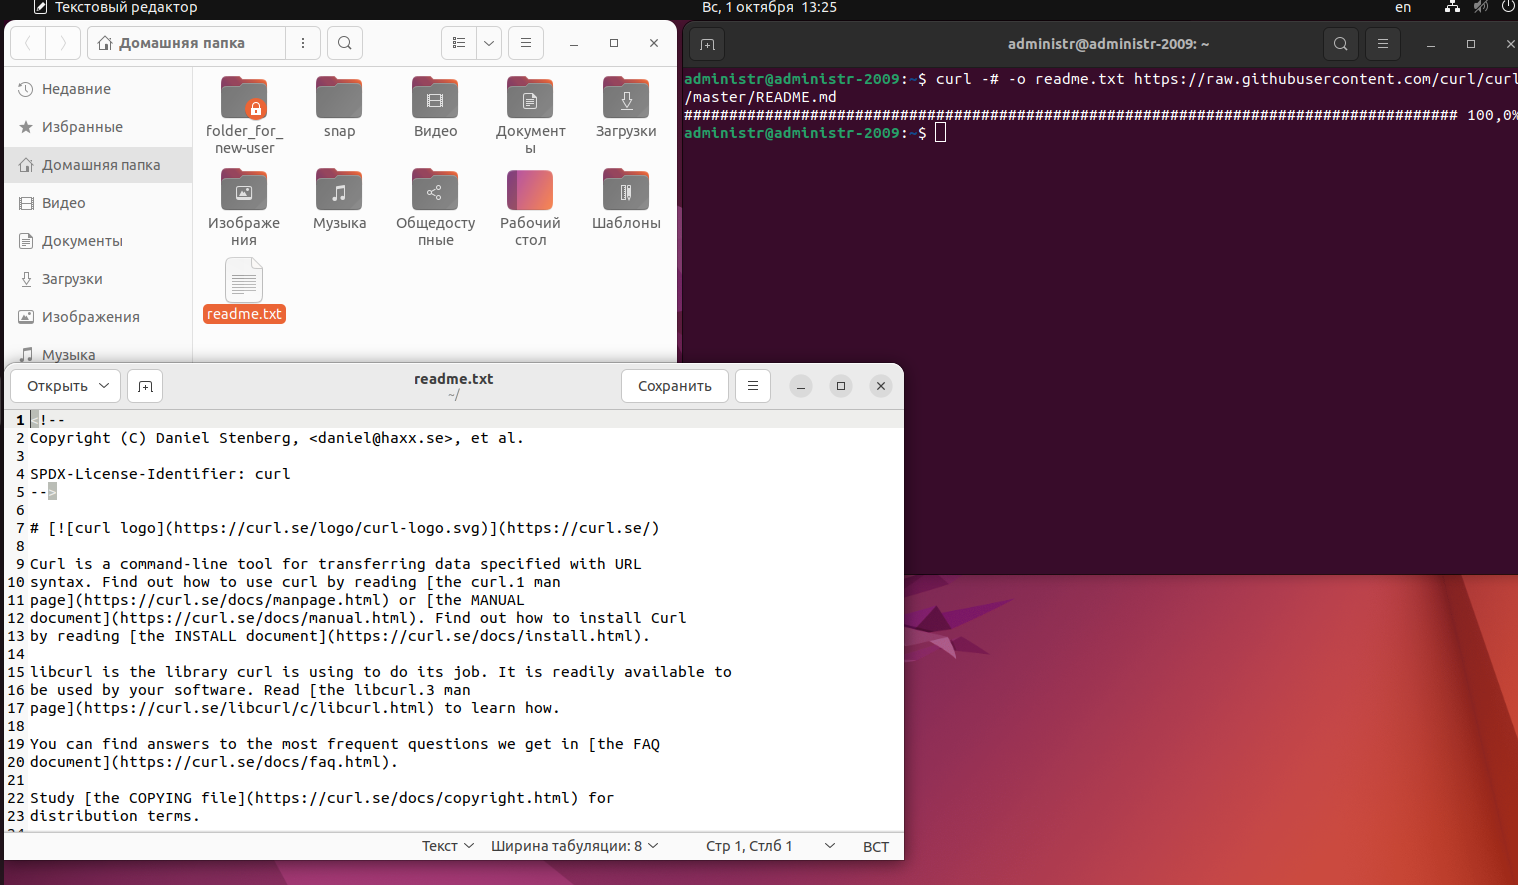 Текстовый редактор
Вс, 1 октября 13:25
en
Домашняя папка
Недавние
Избранные
Домашняя папка
Видео
Документы
Загрузки
Изображения
Музыка
folder_for_
new-user
snap
Видео
Документ
ы
Загрузки
Изображе
ния
Музыка
Общедосту
пные
Рабочий
стол
Шаблоны
readme.txt
administr@administr-2009: ~
administr@administr-2009:~$ curl -# -o readme.txt https://raw.githubusercontent.com/curl/curl
/master/README.md
###################################################################################### 100,0%
administr@administr-2009:~$
Открыть
readme.txt
~/
Сохранить
1 <!--
2 Copyright (C) Daniel Stenberg, <daniel@haxx.se>, et al.
3
4 SPDX-License-Identifier: curl
5 -->
6
7 # [![curl logo](https://curl.se/logo/curl-logo.svg)](https://curl.se/)
8
9 Curl is a command-line tool for transferring data specified with URL
10 syntax. Find out how to use curl by reading [the curl.1 man
11 page](https://curl.se/docs/manpage.html) or [the MANUAL
12 document](https://curl.se/docs/manual.html). Find out how to install Curl
13 by reading [the INSTALL document](https://curl.se/docs/install.html).
14
15 libcurl is the library curl is using to do its job. It is readily available to
16 be used by your software. Read [the libcurl.3 man
17 page](https://curl.se/libcurl/c/libcurl.html) to learn how.
18
19 You can find answers to the most frequent questions we get in [the FAQ
20 document](https://curl.se/docs/faq.html).
21
22 Study [the COPYING file](https://curl.se/docs/copyright.html) for
23 distribution terms.
Текст
Ширина табуляции: 8
Стр 1, Стлб 1
ВСТ